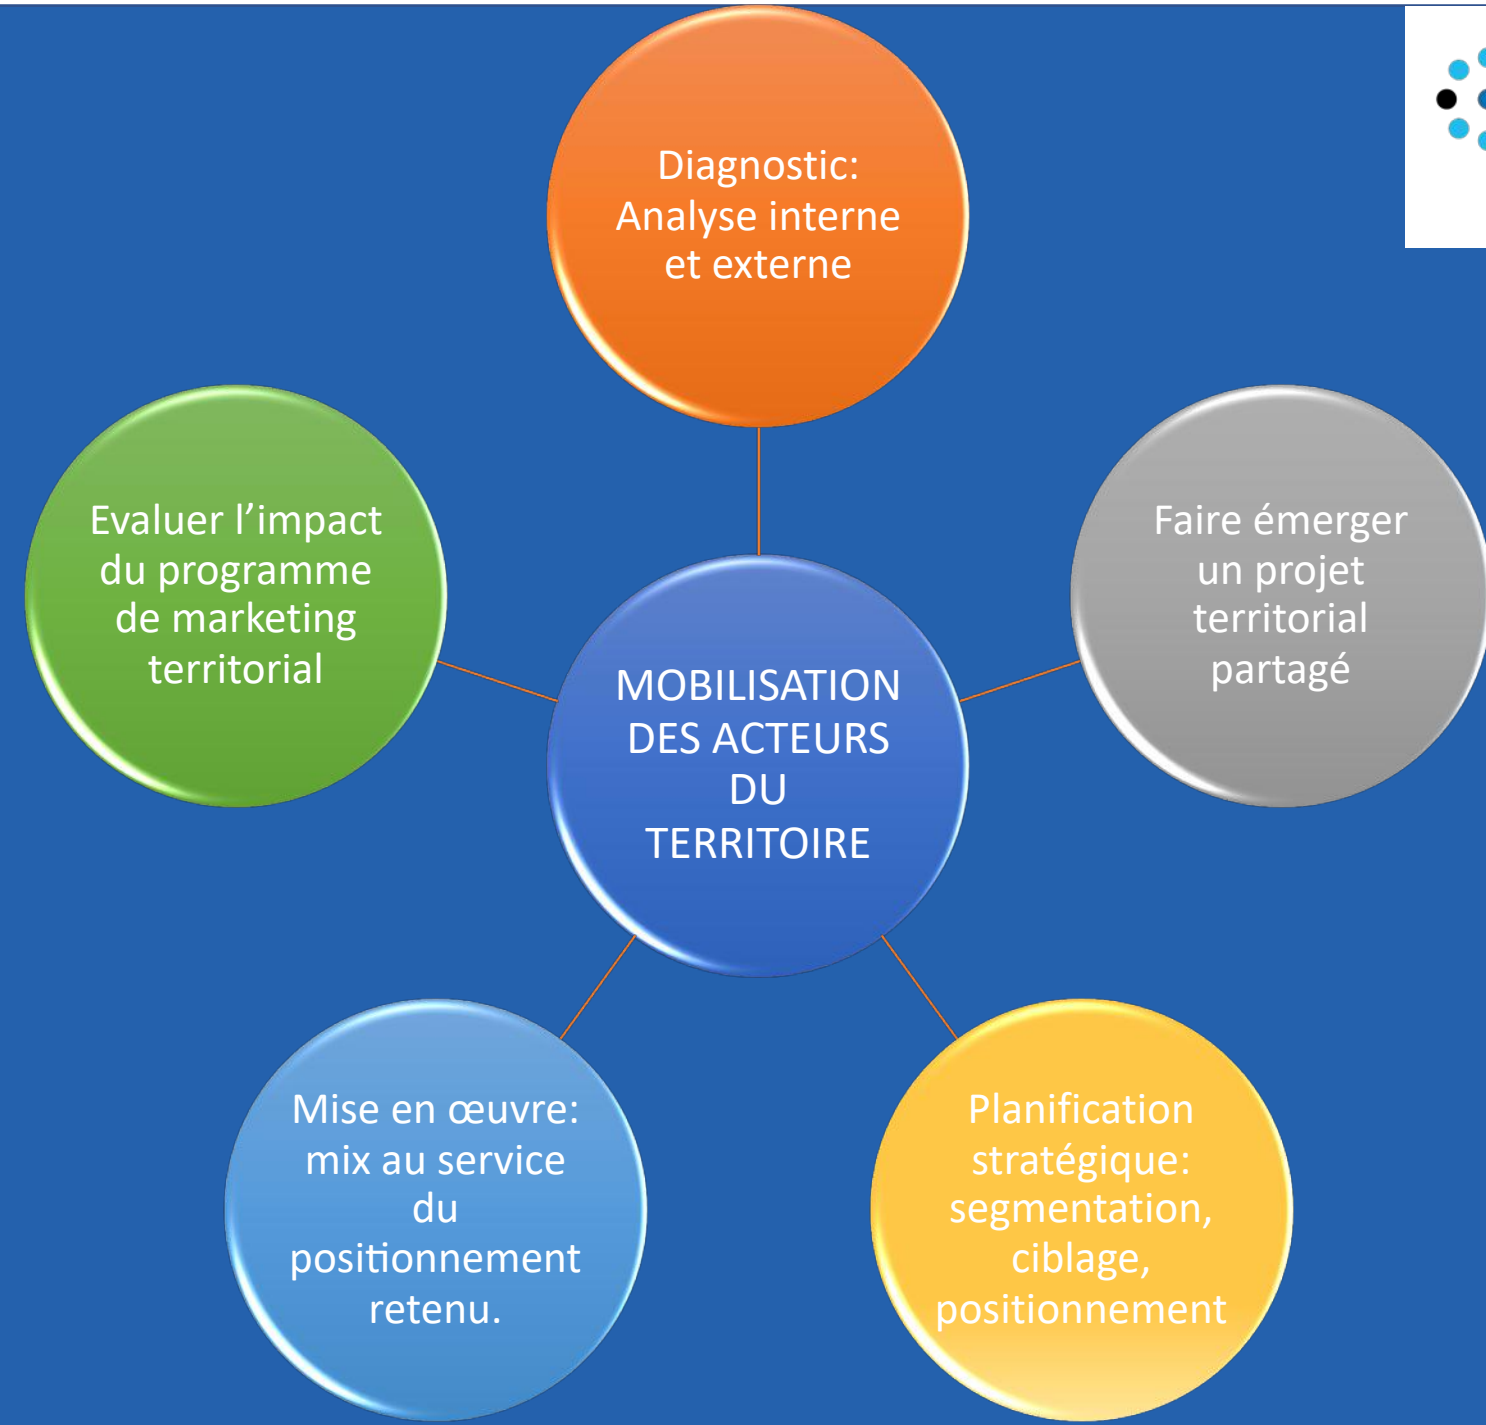 Diagnostic:
Analyse interne
et externe
Evaluer l’impact
du programme
de marketing
territorial
Faire émerger
un projet
territorial
partagé
MOBILISATION
DES ACTEURS
DU
TERRITOIRE
Mise en œuvre:
mix au service
du
positionnement
retenu.
Planification
stratégique:
segmentation,
ciblage,
positionnement